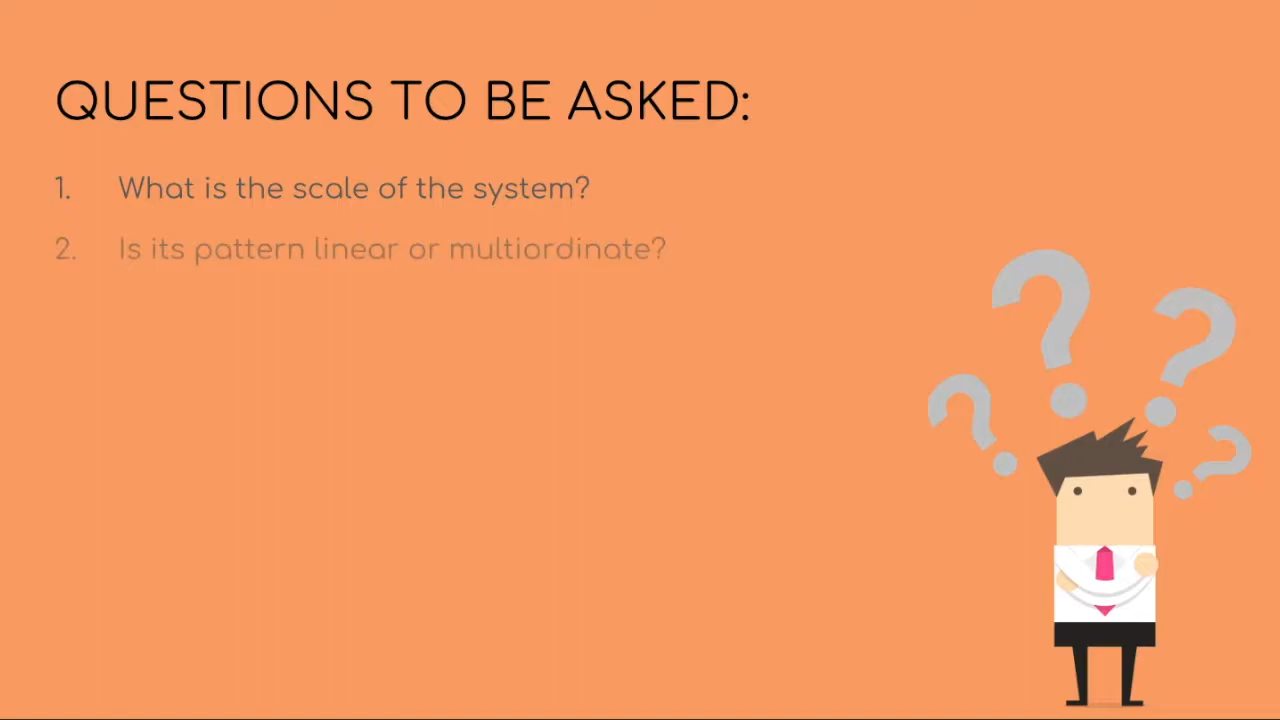 QUESTIONS TO BE ASKED:
1. What is the scale of the system?
2. Is its pattern linear or multiordinate?